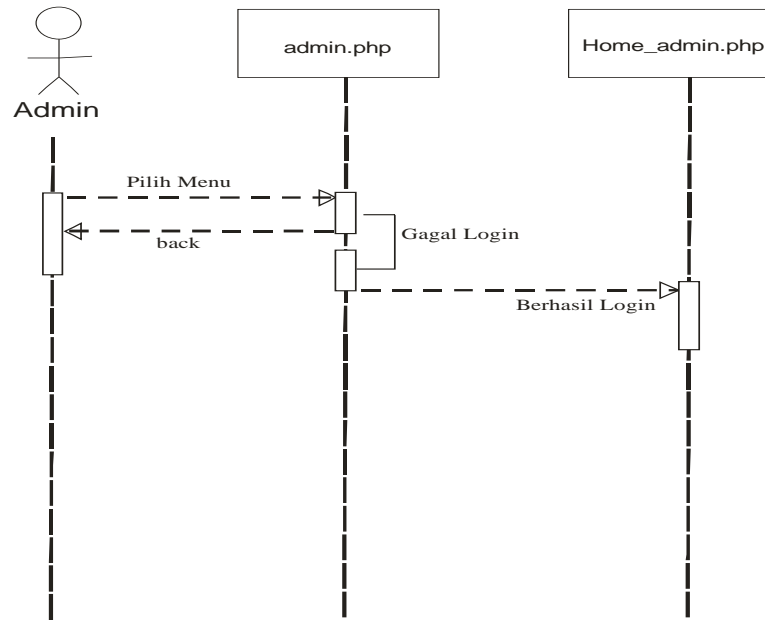 admin.php
Home_admin.php
Admin
Pilih Menu
back
Gagal Login
Berhasil Login